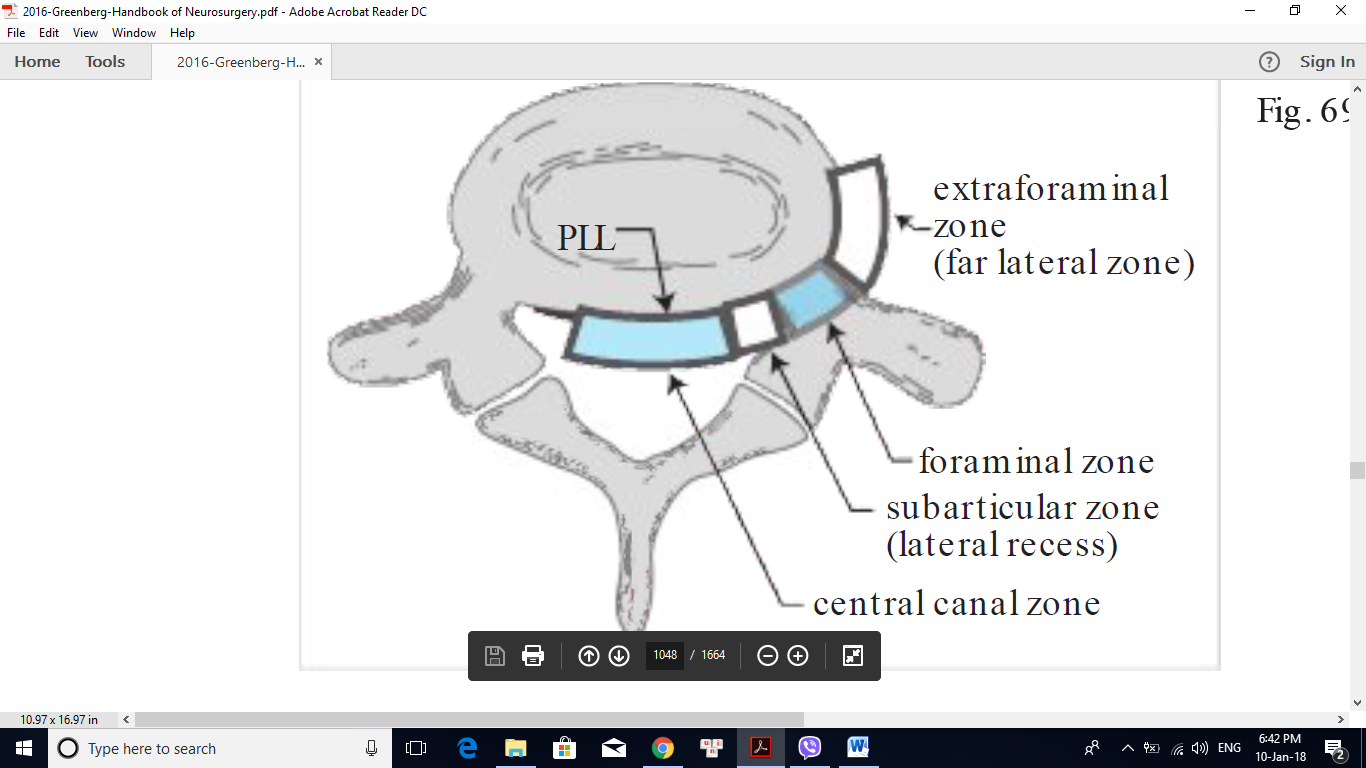 2016-Greenberg-Handbook of Neurosurgery.pdf - Adobe Acrobat Reader DC
File Edit View Window Help
Home Tools 2016-Greenberg-H... × ? Sign In
Fig. 69
extraforaminal
zone
(far lateral zone)
PLL
foraminal zone
subarticular zone
(lateral recess)
central canal zone
1048 / 1664
10.97 x 16.97 in
Type here to search
ENG
6:42 PM
10-Jan-18
2